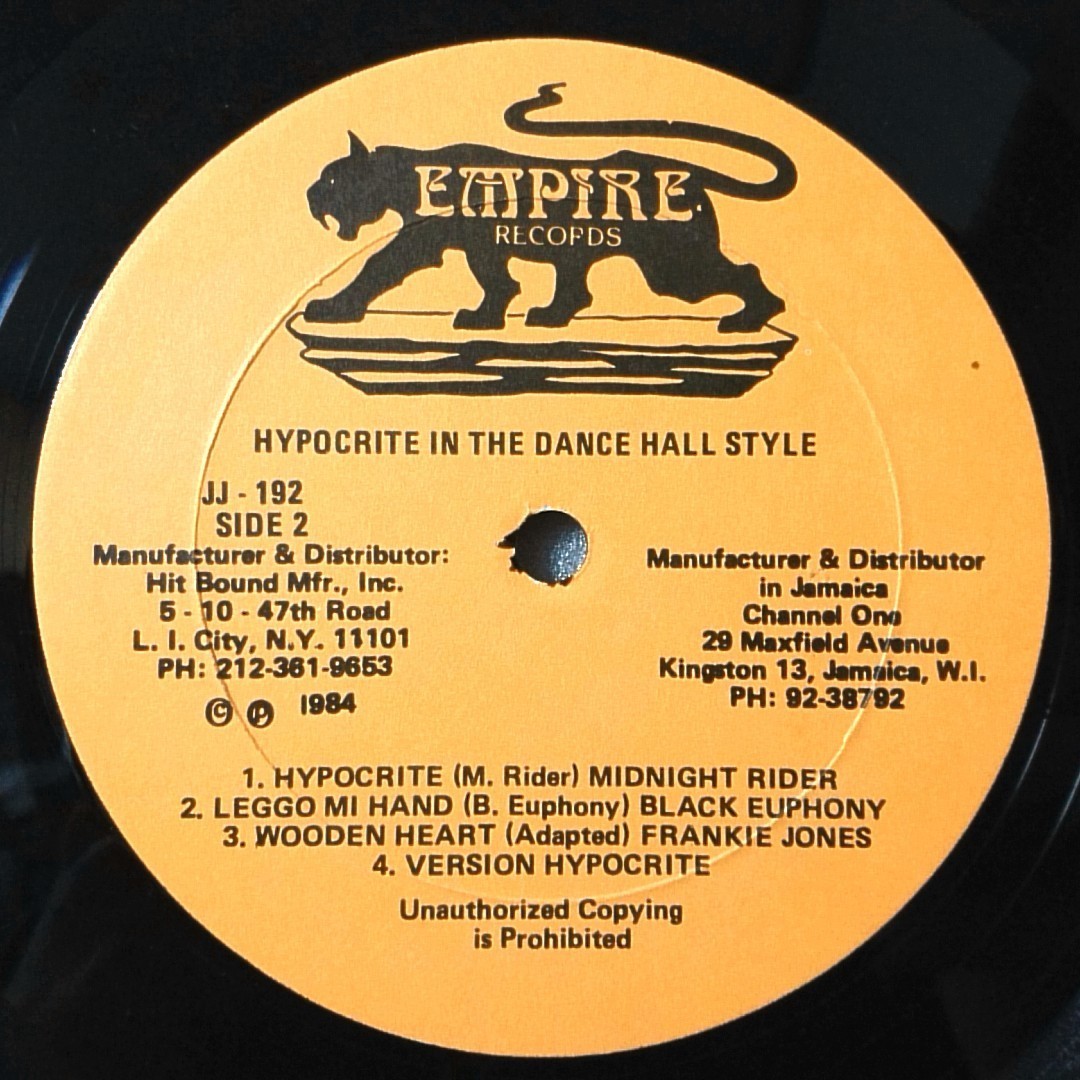 EMPIRE
RECORDS
HYPOCRITE IN THE DANCE HALL STYLE
JJ - 192
SIDE 2
Manufacturer & Distributor:
Hit Bound Mfr., Inc.
5 - 10 - 47th Road
L. I. City, N.Y. 11101
PH: 212-361-9653
© ℗ 1984
Manufacturer & Distributor
in Jamaica
Channel One
29 Maxfield Avenue
Kingston 13, Jamaica, W.I.
PH: 92-38792
1. HYPOCRITE (M. Rider) MIDNIGHT RIDER
2. LEGGO MI HAND (B. Euphony) BLACK EUPHONY
3. WOODEN HEART (Adapted) FRANKIE JONES
4. VERSION HYPOCRITE
Unauthorized Copying
is Prohibited